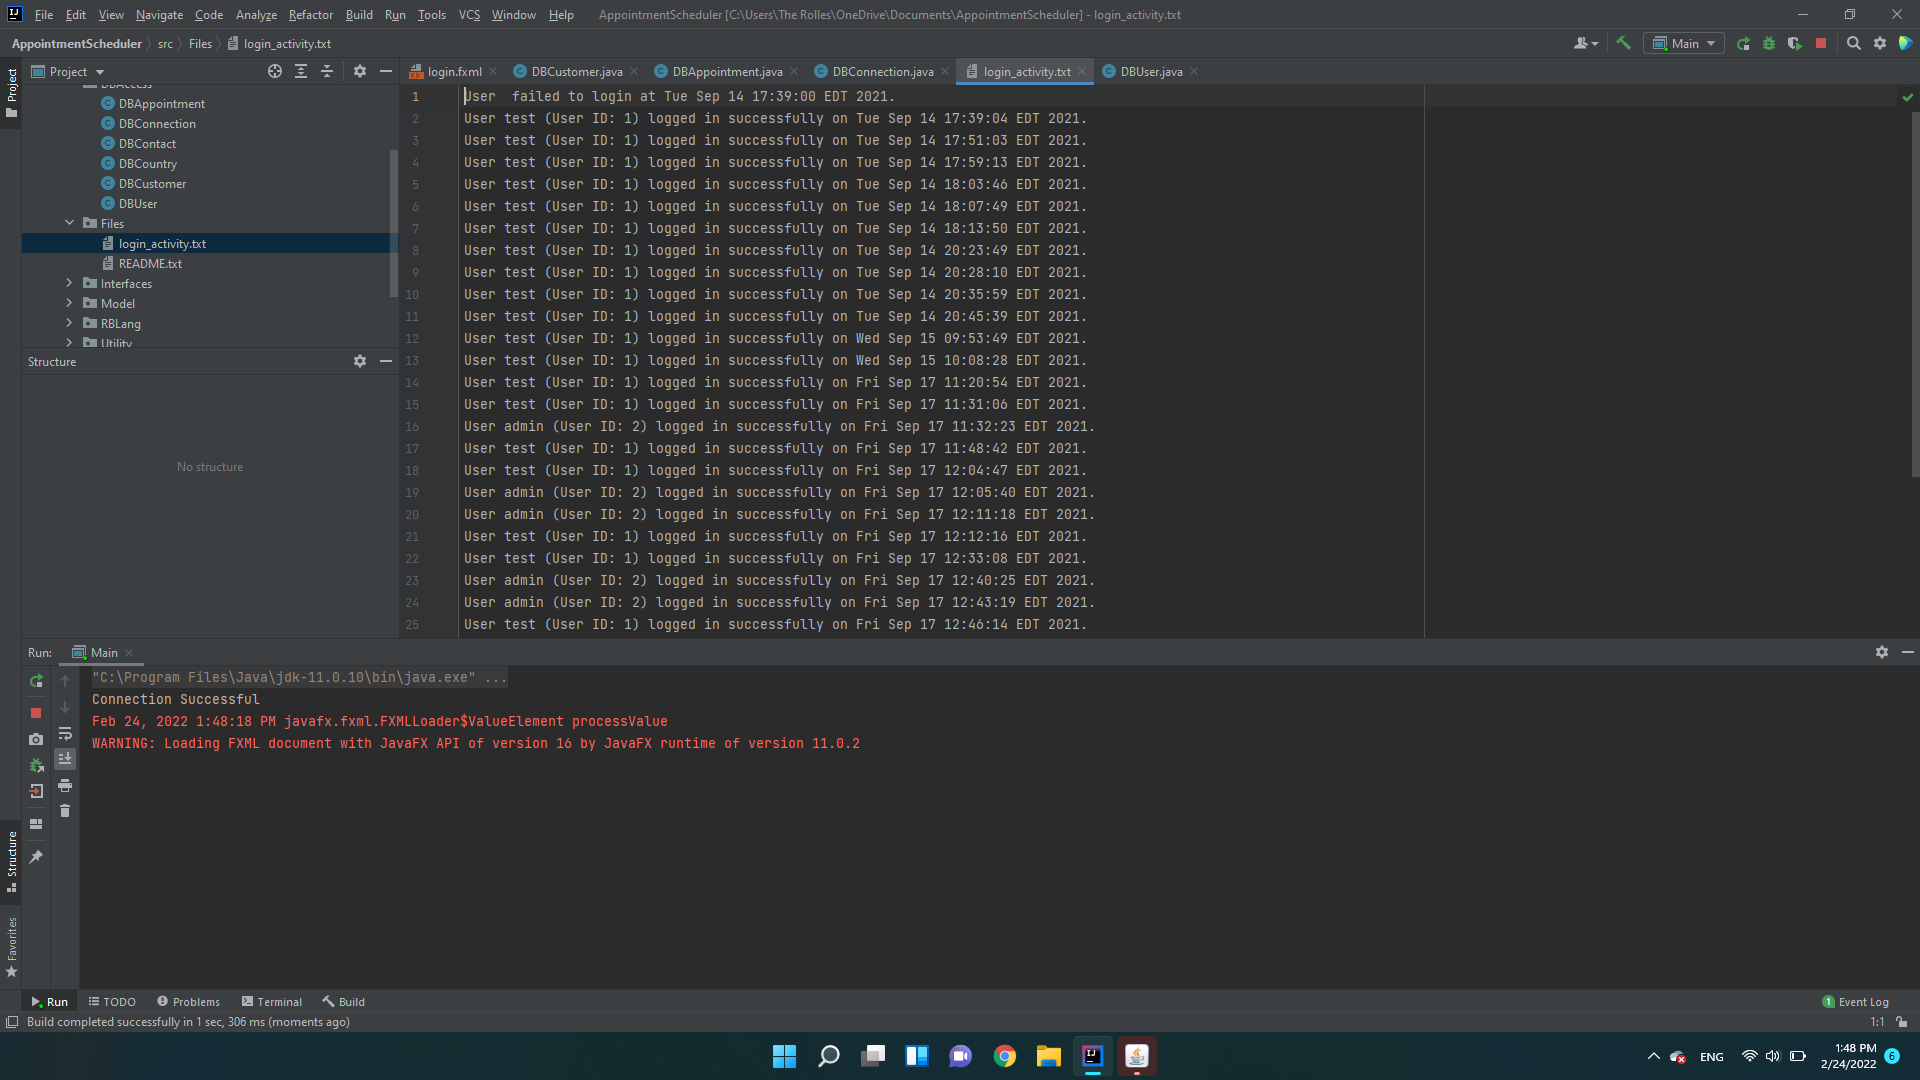 File Edit View Navigate Code Analyze Refactor Build Run Tools VCS Window Help AppointmentScheduler [C:\Users\The Rolles\OneDrive\Documents\AppointmentScheduler] - login_activity.txt
AppointmentScheduler src Files login_activity.txt Main
Project login.fxml DBCustomer.java DBAppointment.java DBConnection.java login_activity.txt DBUser.java
Project
DBAccess
DBAppointment
DBConnection
DBContact
DBCountry
DBCustomer
DBUser
Files
login_activity.txt
README.txt
Interfaces
Model
RBLang
Utility
Structure
No structure
1 User  failed to login at Tue Sep 14 17:39:00 EDT 2021.
2 User test (User ID: 1) logged in successfully on Tue Sep 14 17:39:04 EDT 2021.
3 User test (User ID: 1) logged in successfully on Tue Sep 14 17:51:03 EDT 2021.
4 User test (User ID: 1) logged in successfully on Tue Sep 14 17:59:13 EDT 2021.
5 User test (User ID: 1) logged in successfully on Tue Sep 14 18:03:46 EDT 2021.
6 User test (User ID: 1) logged in successfully on Tue Sep 14 18:07:49 EDT 2021.
7 User test (User ID: 1) logged in successfully on Tue Sep 14 18:13:50 EDT 2021.
8 User test (User ID: 1) logged in successfully on Tue Sep 14 20:23:49 EDT 2021.
9 User test (User ID: 1) logged in successfully on Tue Sep 14 20:28:10 EDT 2021.
10 User test (User ID: 1) logged in successfully on Tue Sep 14 20:35:59 EDT 2021.
11 User test (User ID: 1) logged in successfully on Tue Sep 14 20:45:39 EDT 2021.
12 User test (User ID: 1) logged in successfully on Wed Sep 15 09:53:49 EDT 2021.
13 User test (User ID: 1) logged in successfully on Wed Sep 15 10:08:28 EDT 2021.
14 User test (User ID: 1) logged in successfully on Fri Sep 17 11:20:54 EDT 2021.
15 User test (User ID: 1) logged in successfully on Fri Sep 17 11:31:06 EDT 2021.
16 User admin (User ID: 2) logged in successfully on Fri Sep 17 11:32:23 EDT 2021.
17 User test (User ID: 1) logged in successfully on Fri Sep 17 11:48:42 EDT 2021.
18 User test (User ID: 1) logged in successfully on Fri Sep 17 12:04:47 EDT 2021.
19 User admin (User ID: 2) logged in successfully on Fri Sep 17 12:05:40 EDT 2021.
20 User admin (User ID: 2) logged in successfully on Fri Sep 17 12:11:18 EDT 2021.
21 User test (User ID: 1) logged in successfully on Fri Sep 17 12:12:16 EDT 2021.
22 User test (User ID: 1) logged in successfully on Fri Sep 17 12:33:08 EDT 2021.
23 User admin (User ID: 2) logged in successfully on Fri Sep 17 12:40:25 EDT 2021.
24 User admin (User ID: 2) logged in successfully on Fri Sep 17 12:43:19 EDT 2021.
25 User test (User ID: 1) logged in successfully on Fri Sep 17 12:46:14 EDT 2021.
Run: Main
"C:\Program Files\Java\jdk-11.0.10\bin\java.exe" ...
Connection Successful
Feb 24, 2022 1:48:18 PM javafx.fxml.FXMLLoader$ValueElement processValue
WARNING: Loading FXML document with JavaFX API of version 16 by JavaFX runtime of version 11.0.2
Structure
Favorites
Run TODO Problems Terminal Build 1 Event Log
Build completed successfully in 1 sec, 306 ms (moments ago) 1:1
ENG 1:48 PM 6
2/24/2022